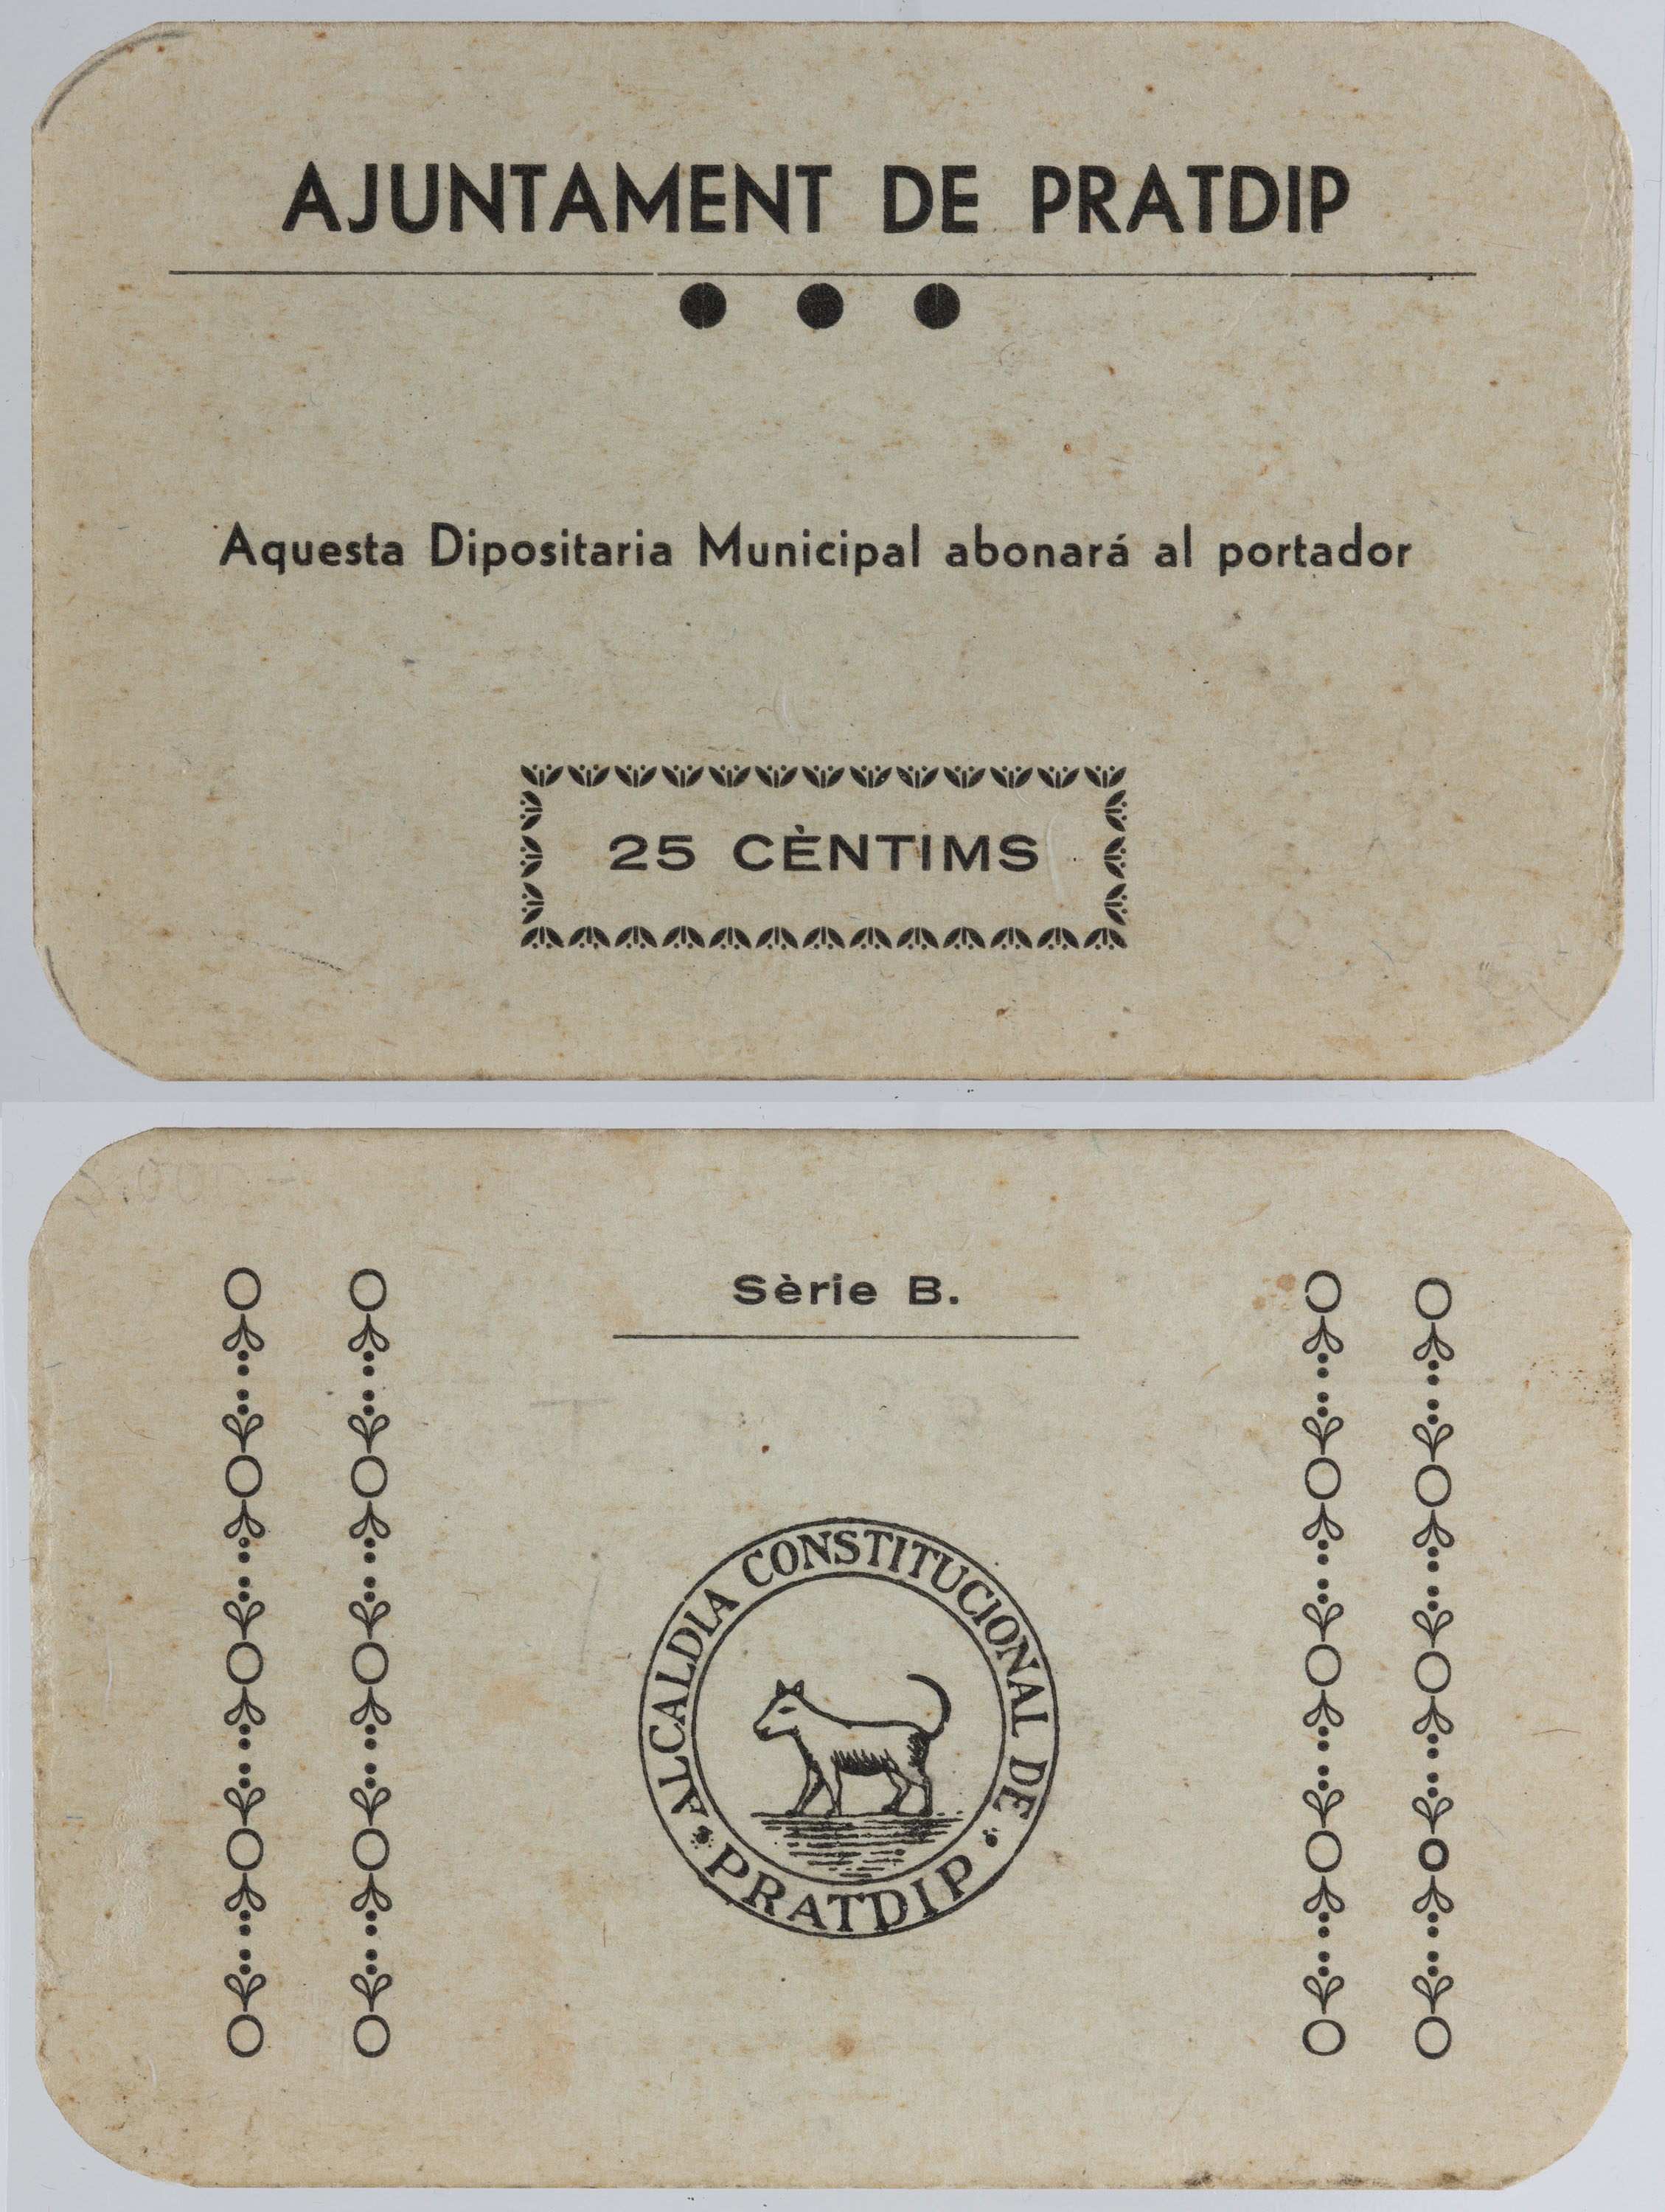 AJUNTAMENT DE PRATDIP
Aquesta Dipositaria Municipal abonará al portador
25 CÈNTIMS
Sèrie B.
ALCALDIA CONSTITUCIONAL DE
PRATDIP